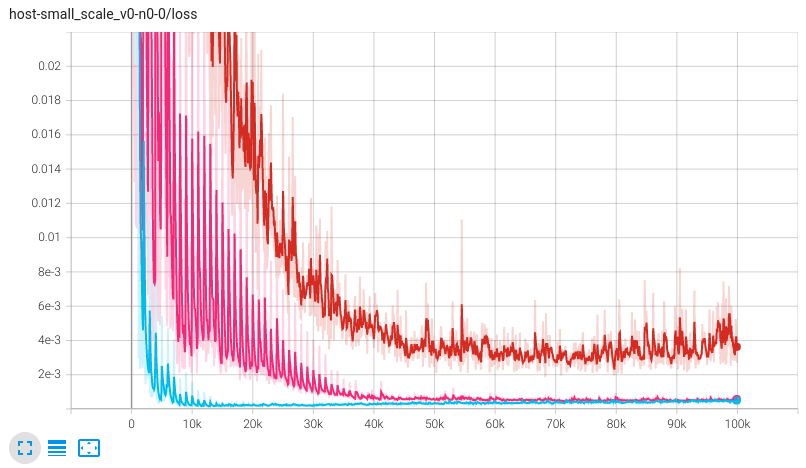 host-small_scale_v0-n0-0/loss
0.02
0.018
0.016
0.014
0.012
0.01
8e-3
6e-3
4e-3
2e-3
0 10k 20k 30k 40k 50k 60k 70k 80k 90k 100k